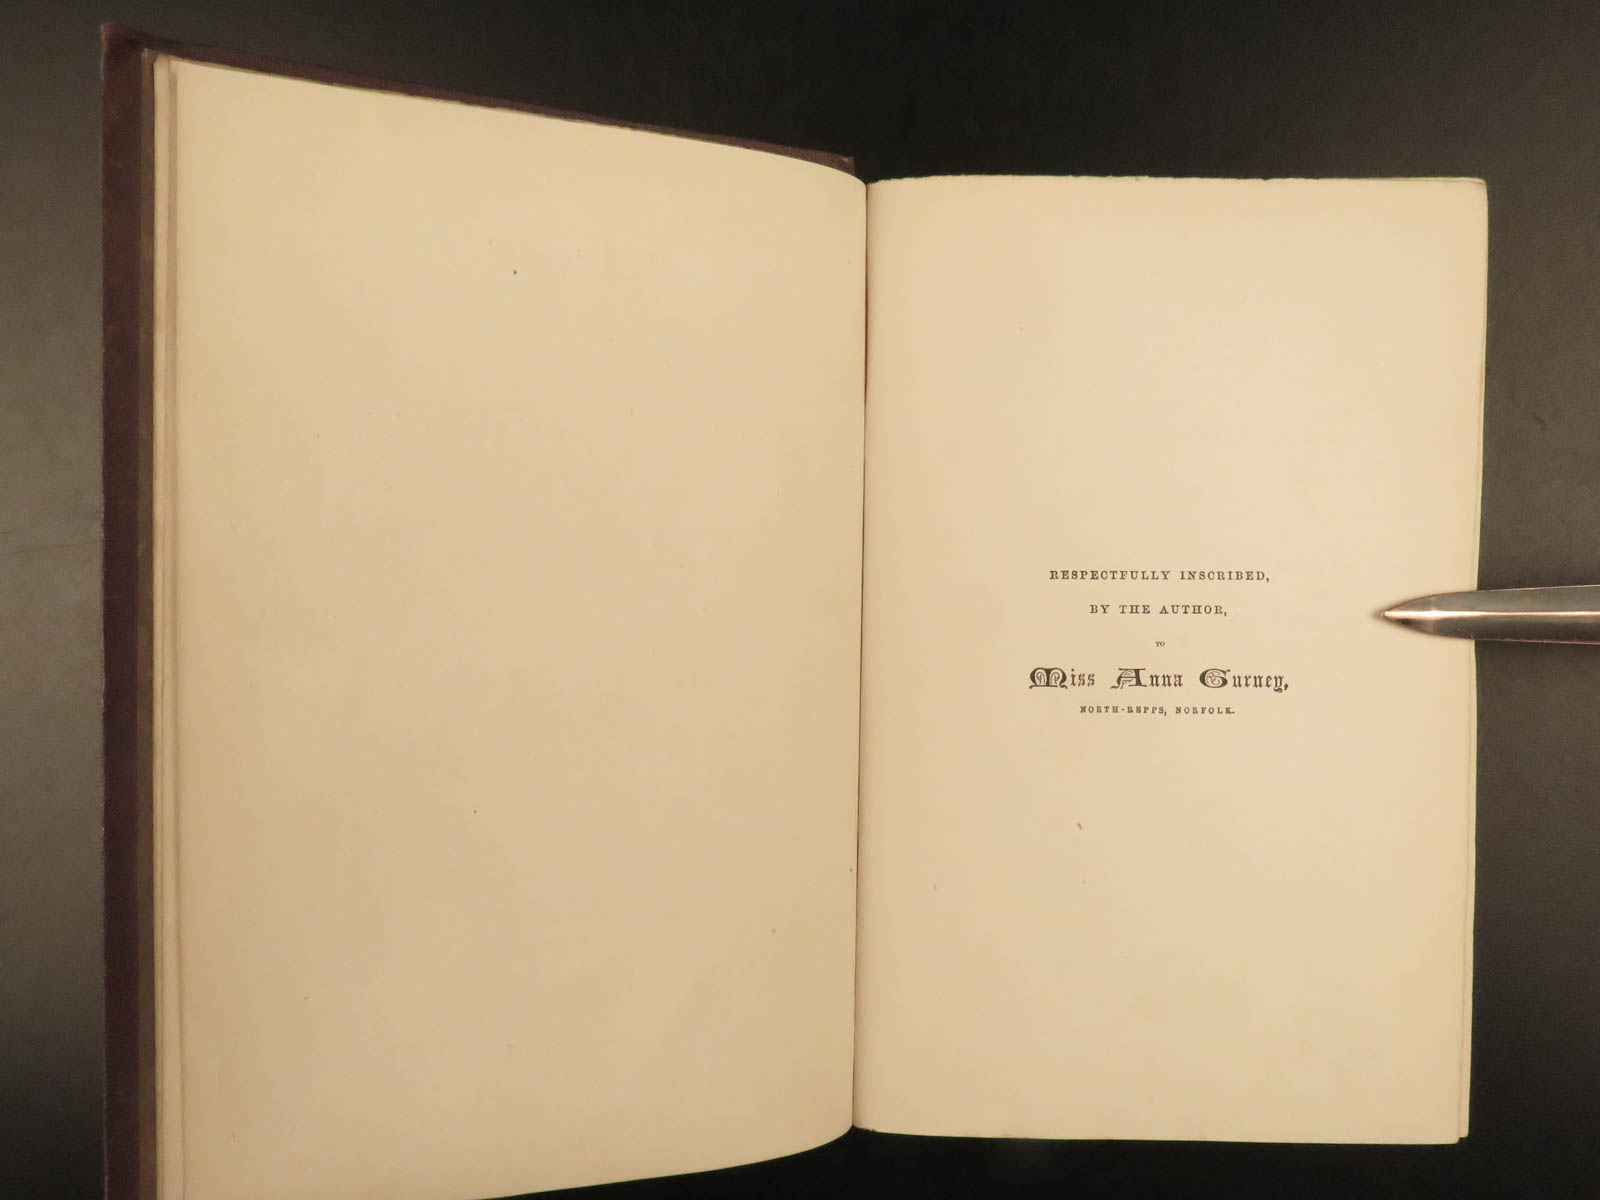 RESPECTFULLY INSCRIBED,
BY THE AUTHOR,
TO
Miss Anna Gurney,
NORTH-REPPS, NORFOLK.